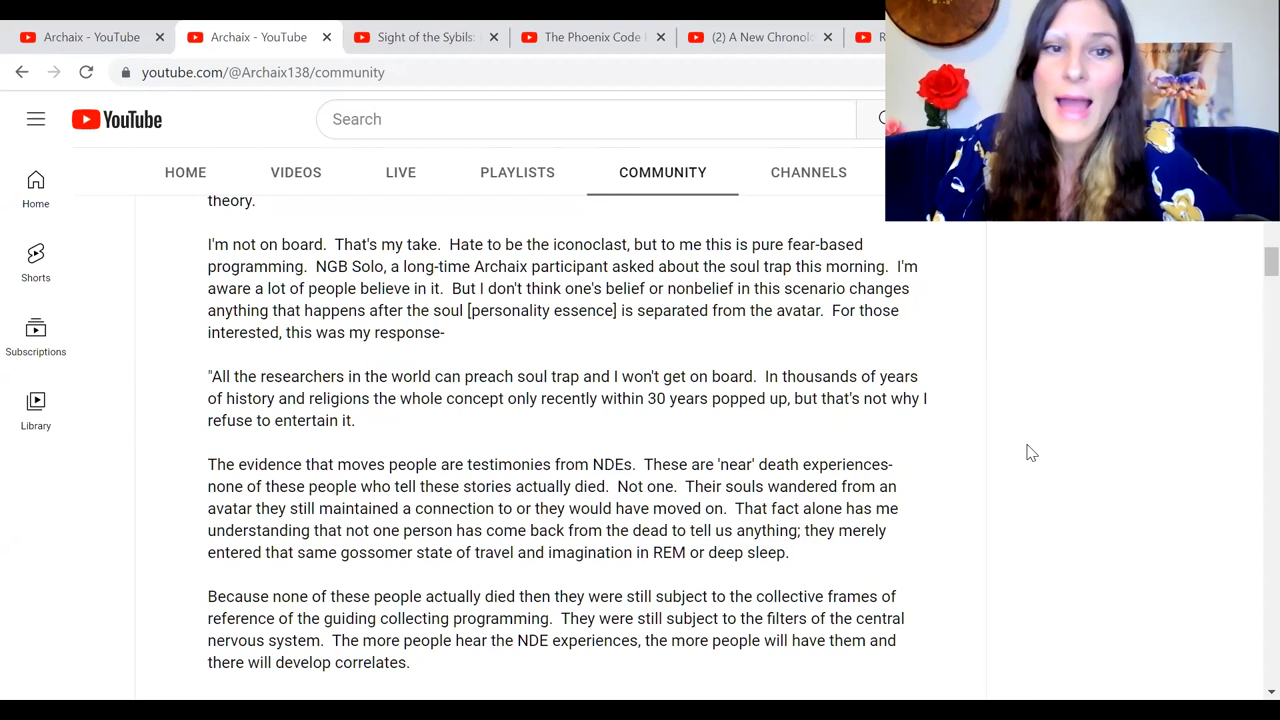 Archaix - YouTube
Archaix - YouTube
Sight of the Sybils:
The Phoenix Code
(2) A New Chronol
R
youtube.com/@Archaix138/community
YouTube
Search
HOME
VIDEOS
LIVE
PLAYLISTS
COMMUNITY
CHANNELS
Home
Shorts
Subscriptions
Library
theory.
I'm not on board.  That's my take.  Hate to be the iconoclast, but to me this is pure fear-based
programming.  NGB Solo, a long-time Archaix participant asked about the soul trap this morning.  I'm
aware a lot of people believe in it.  But I don't think one's belief or nonbelief in this scenario changes
anything that happens after the soul [personality essence] is separated from the avatar.  For those
interested, this was my response-
"All the researchers in the world can preach soul trap and I won't get on board.  In thousands of years
of history and religions the whole concept only recently within 30 years popped up, but that's not why I
refuse to entertain it.
The evidence that moves people are testimonies from NDEs.  These are 'near' death experiences-
none of these people who tell these stories actually died.  Not one.  Their souls wandered from an
avatar they still maintained a connection to or they would have moved on.  That fact alone has me
understanding that not one person has come back from the dead to tell us anything; they merely
entered that same gossomer state of travel and imagination in REM or deep sleep.
Because none of these people actually died then they were still subject to the collective frames of
reference of the guiding collecting programming.  They were still subject to the filters of the central
nervous system.  The more people hear the NDE experiences, the more people will have them and
there will develop correlates.